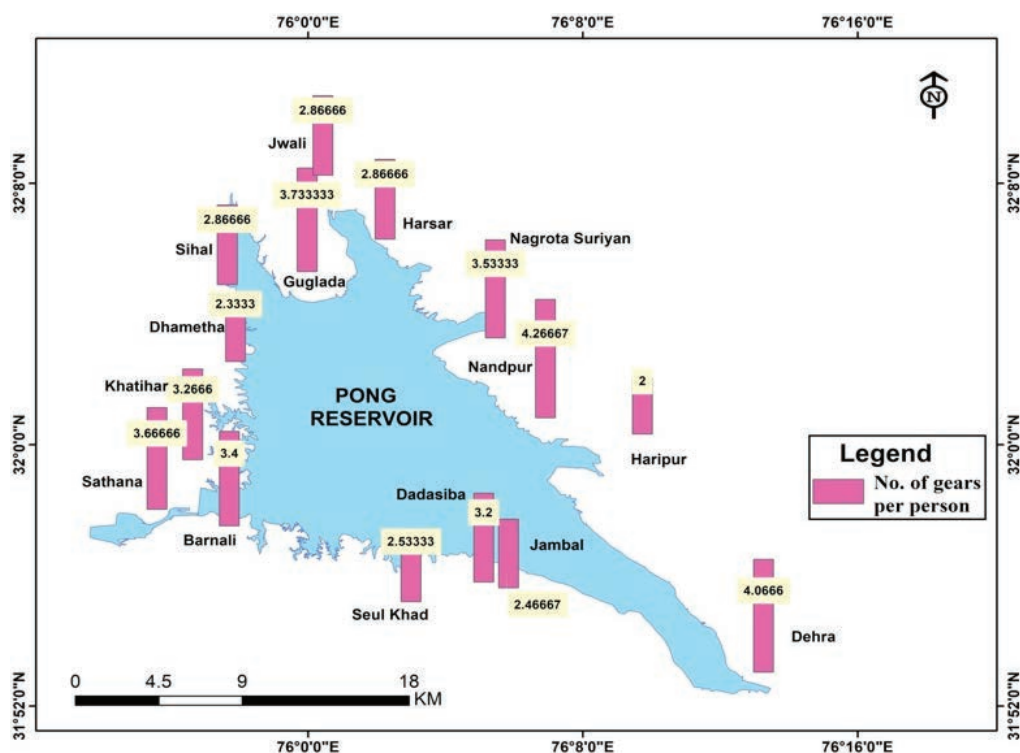 76°0'0"E
76°8'0"E
76°16'0"E
N
2.86666
Jwali
2.86666
32°8'0"N
32°8'0"N
3.733333
2.86666
Harsar
Sihal
Nagrota Suriyan
3.53333
Guglada
2.3333
Dhametha
4.26667
Nandpur
Khatihar
3.2666
2
PONG
RESERVOIR
3.66666
3.4
32°0'0"N
32°0'0"N
Haripur
Legend
No. of gears
per person
Sathana
Dadasiba
3.2
Barnali
2.53333
Jambal
4.0666
2.46667
Seul Khad
Dehra
0
4.5
9
18
KM
31°52'0"N
31°52'0"N
76°0'0"E
76°8'0"E
76°16'0"E